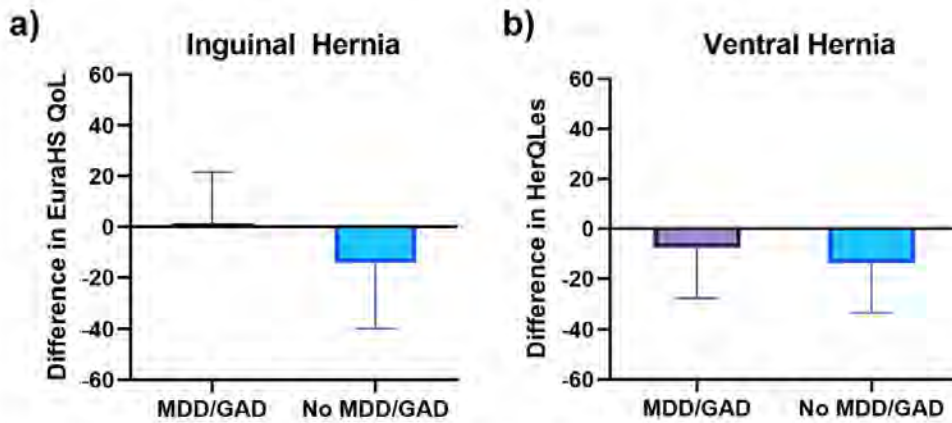 a)
Inguinal Hernia
Difference in EuraHS QoL
60
40
20
0
-20
-40
-60
MDD/GAD
No MDD/GAD
b)
Ventral Hernia
Difference in HerQLes
60
40
20
0
-20
-40
-60
MDD/GAD
No MDD/GAD